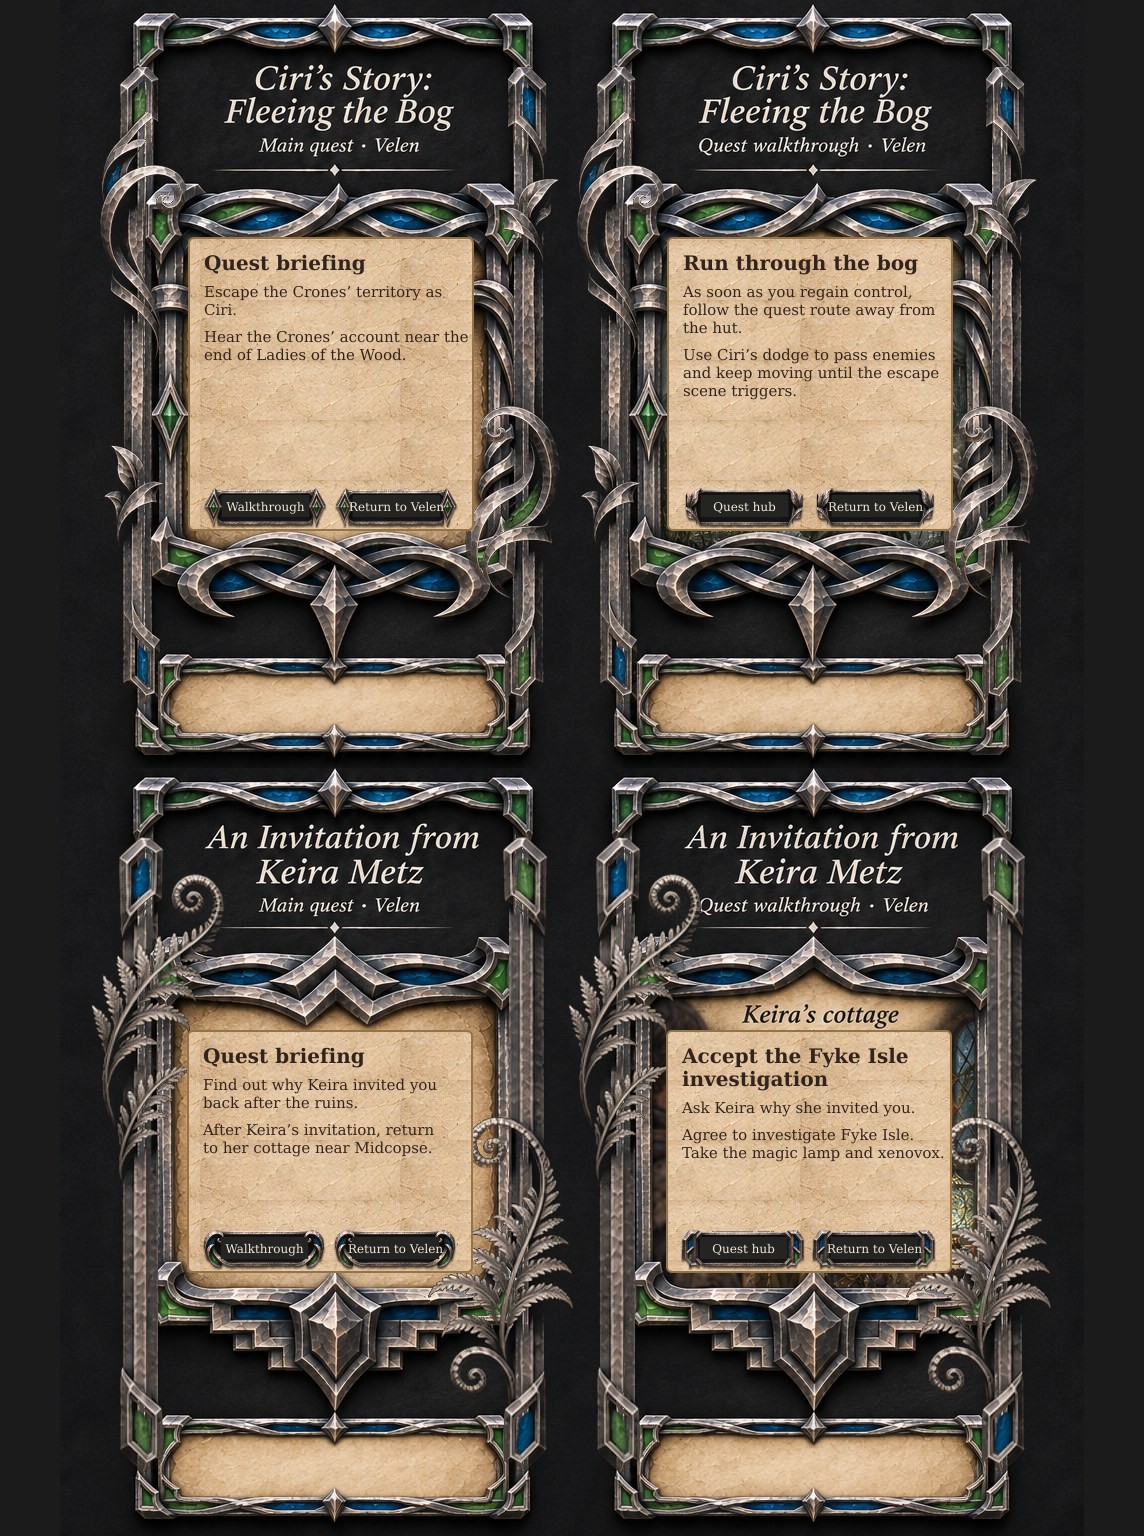 Ciri’s Story:
Fleeing the Bog
Main quest · Velen
Quest briefing
Escape the Crones’ territory as
Ciri.
Hear the Crones’ account near the
end of Ladies of the Wood.
Walkthrough
Return to Velen
Ciri’s Story:
Fleeing the Bog
Quest walkthrough · Velen
Run through the bog
As soon as you regain control,
follow the quest route away from
the hut.
Use Ciri’s dodge to pass enemies
and keep moving until the escape
scene triggers.
Quest hub
Return to Velen
An Invitation from
Keira Metz
Main quest · Velen
Quest briefing
Find out why Keira invited you
back after the ruins.
After Keira’s invitation, return
to her cottage near Midcopse.
Walkthrough
Return to Velen
An Invitation from
Keira Metz
Quest walkthrough · Velen
Keira’s cottage
Accept the Fyke Isle
investigation
Ask Keira why she invited you.
Agree to investigate Fyke Isle.
Take the magic lamp and xenovox.
Quest hub
Return to Velen